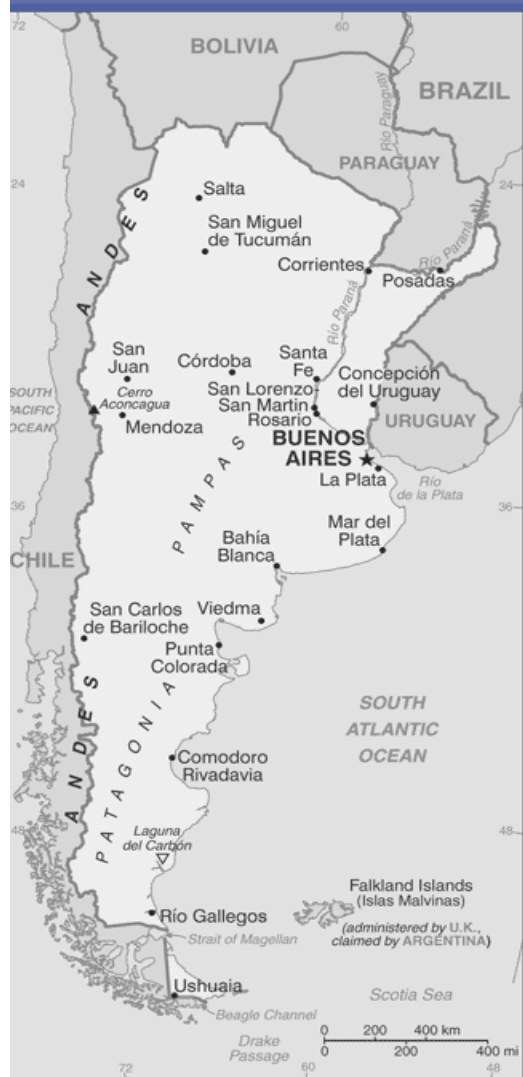 72
60
BOLIVIA
BRAZIL
Río Paraguay
PARAGUAY
24
24
ANDES
Salta
San Miguel
de Tucumán
Corrientes
Río Paraná
Posadas
Río Paraná
San
Juan
Córdoba
Santa
Fe
Cerro
Aconcagua
San Lorenzo
San Martin
Rosario
Concepción
del Uruguay
SOUTH
PACIFIC
OCEAN
Mendoza
URUGUAY
BUENOS
AIRES
La Plata
Río
de la Plata
PAMPAS
36
36
Mar del
Plata
Bahía
Blanca
CHILE
San Carlos
de Bariloche
Viedma
Punta
Colorada
ANDES
PATAGONIA
SOUTH
ATLANTIC
OCEAN
Comodoro
Rivadavia
48
48
Laguna
del Carbón
Falkland Islands
(Islas Malvinas)
(administered by U.K.,
claimed by ARGENTINA)
Río Gallegos
Strait of Magellan
Ushuaia
Scotia Sea
Beagle Channel
Drake
Passage
0 200 400 km
0 200 400 mi
72
60
48